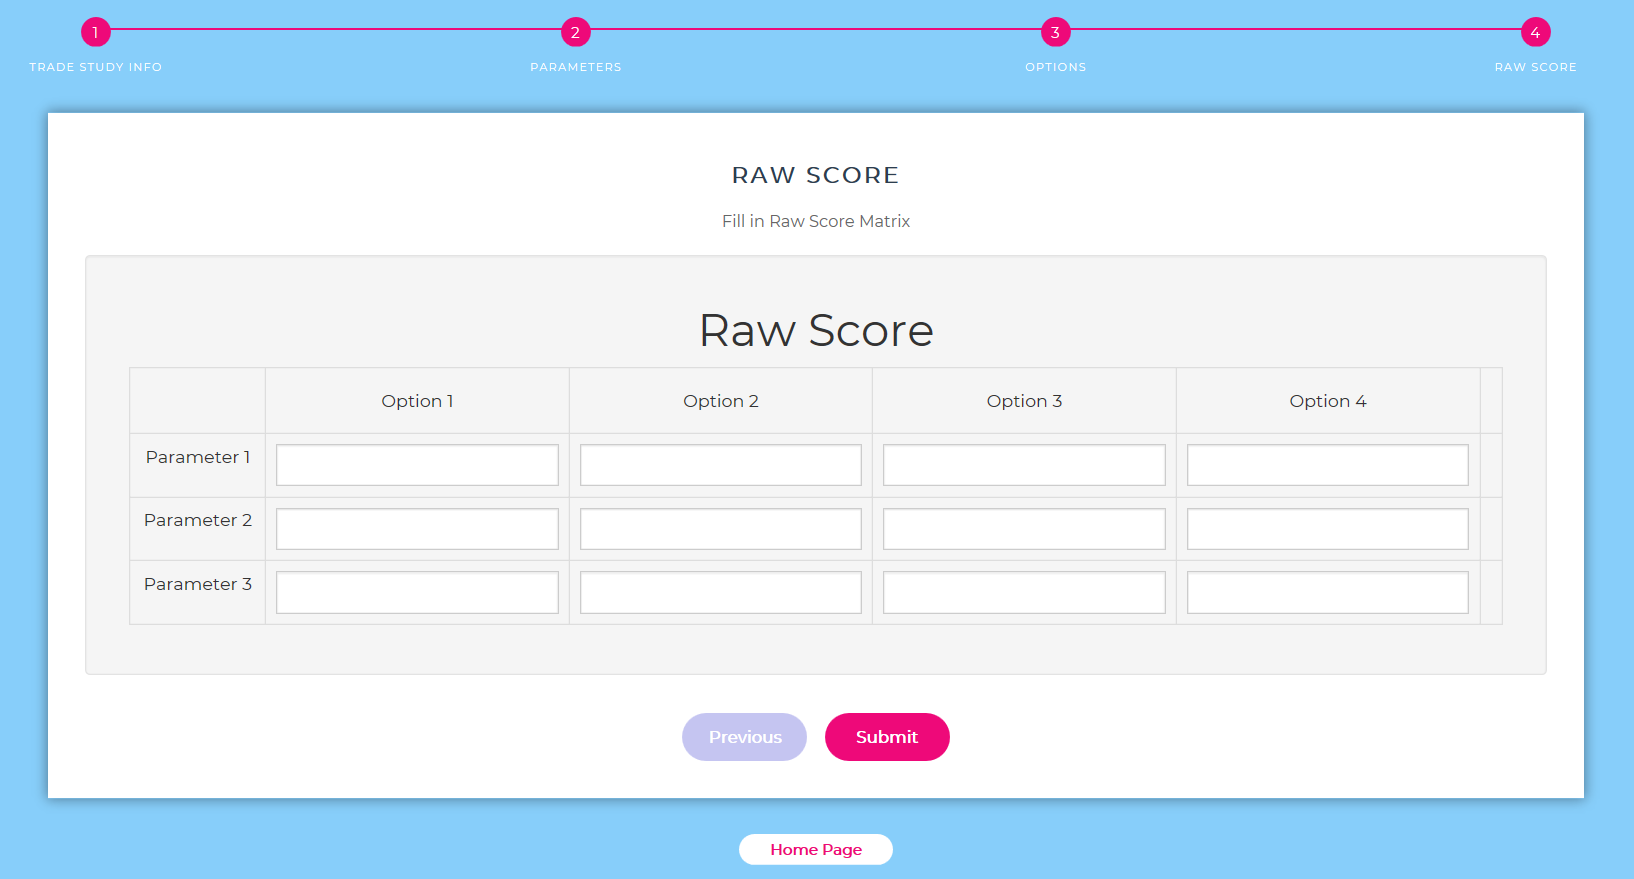 1 2 3 4
TRADE STUDY INFO PARAMETERS OPTIONS RAW SCORE
RAW SCORE
Fill in Raw Score Matrix
Raw Score
Option 1 Option 2 Option 3 Option 4
Parameter 1
Parameter 2
Parameter 3
Previous Submit
Home Page